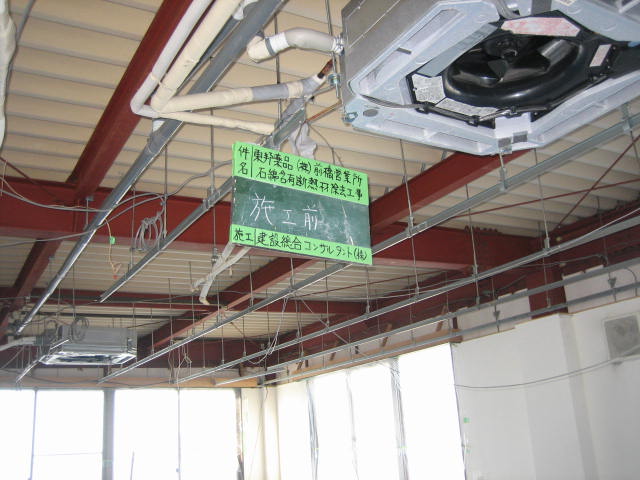 件名 東邦薬品(株)前橋営業所
石綿含有断熱材除去工事
施工前
施工 建設総合コンサルタント(株)